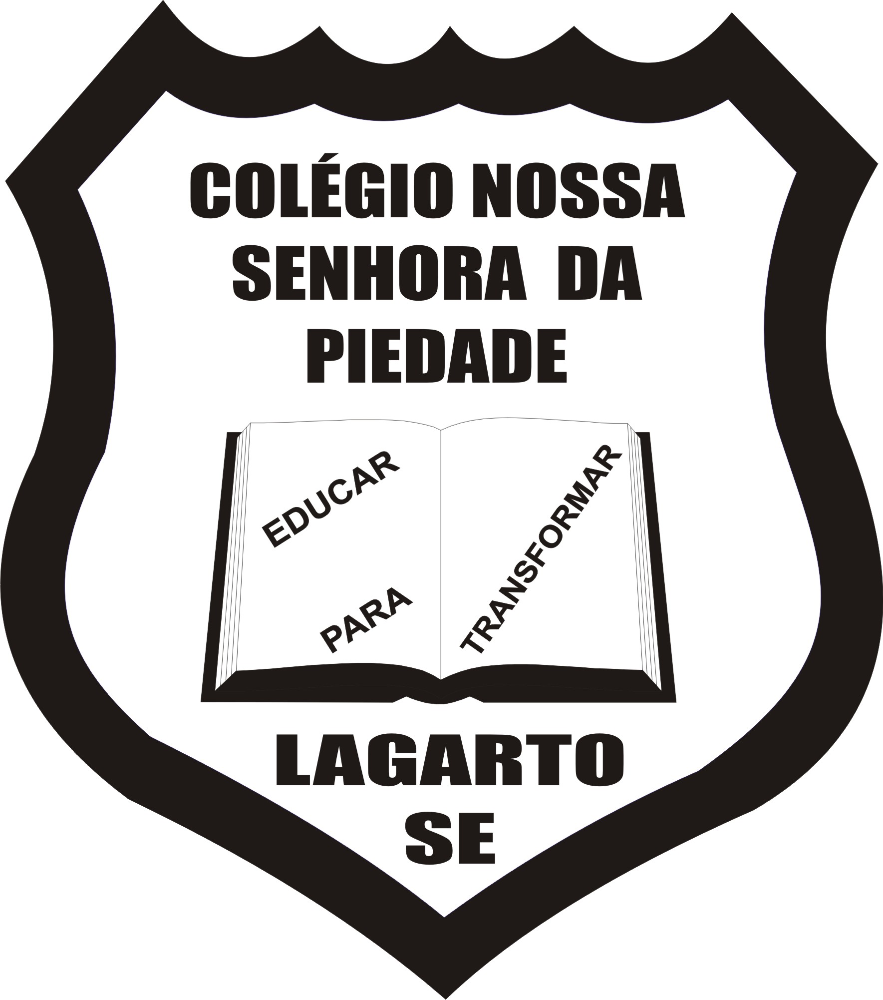 COLÉGIO NOSSA
SENHORA DA
PIEDADE
EDUCAR
PARA
TRANSFORMAR
LAGARTO
SE